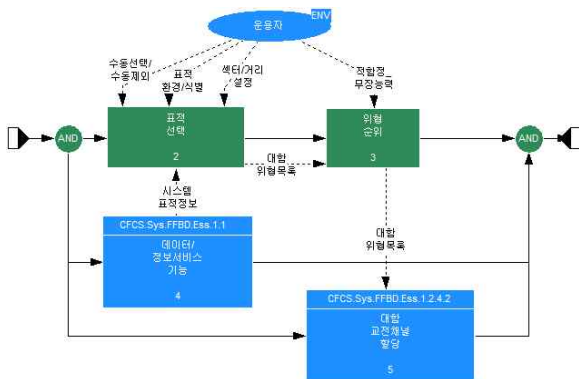 운용자
ENV
수동선택/
수동제외
표적
환경/식별
섹터/거리
설정
적합정_
무장능력
AND
표적
선택
2
위협
순위
3
AND
대함
위협목록
시스템
표적정보
CFCS.Sys.FFBD.Ess.1.1
데이터/
정보서비스
기능
4
대함
위협목록
CFCS.Sys.FFBD.Ess.1.2.4.2
대함
교전채널
할당
5